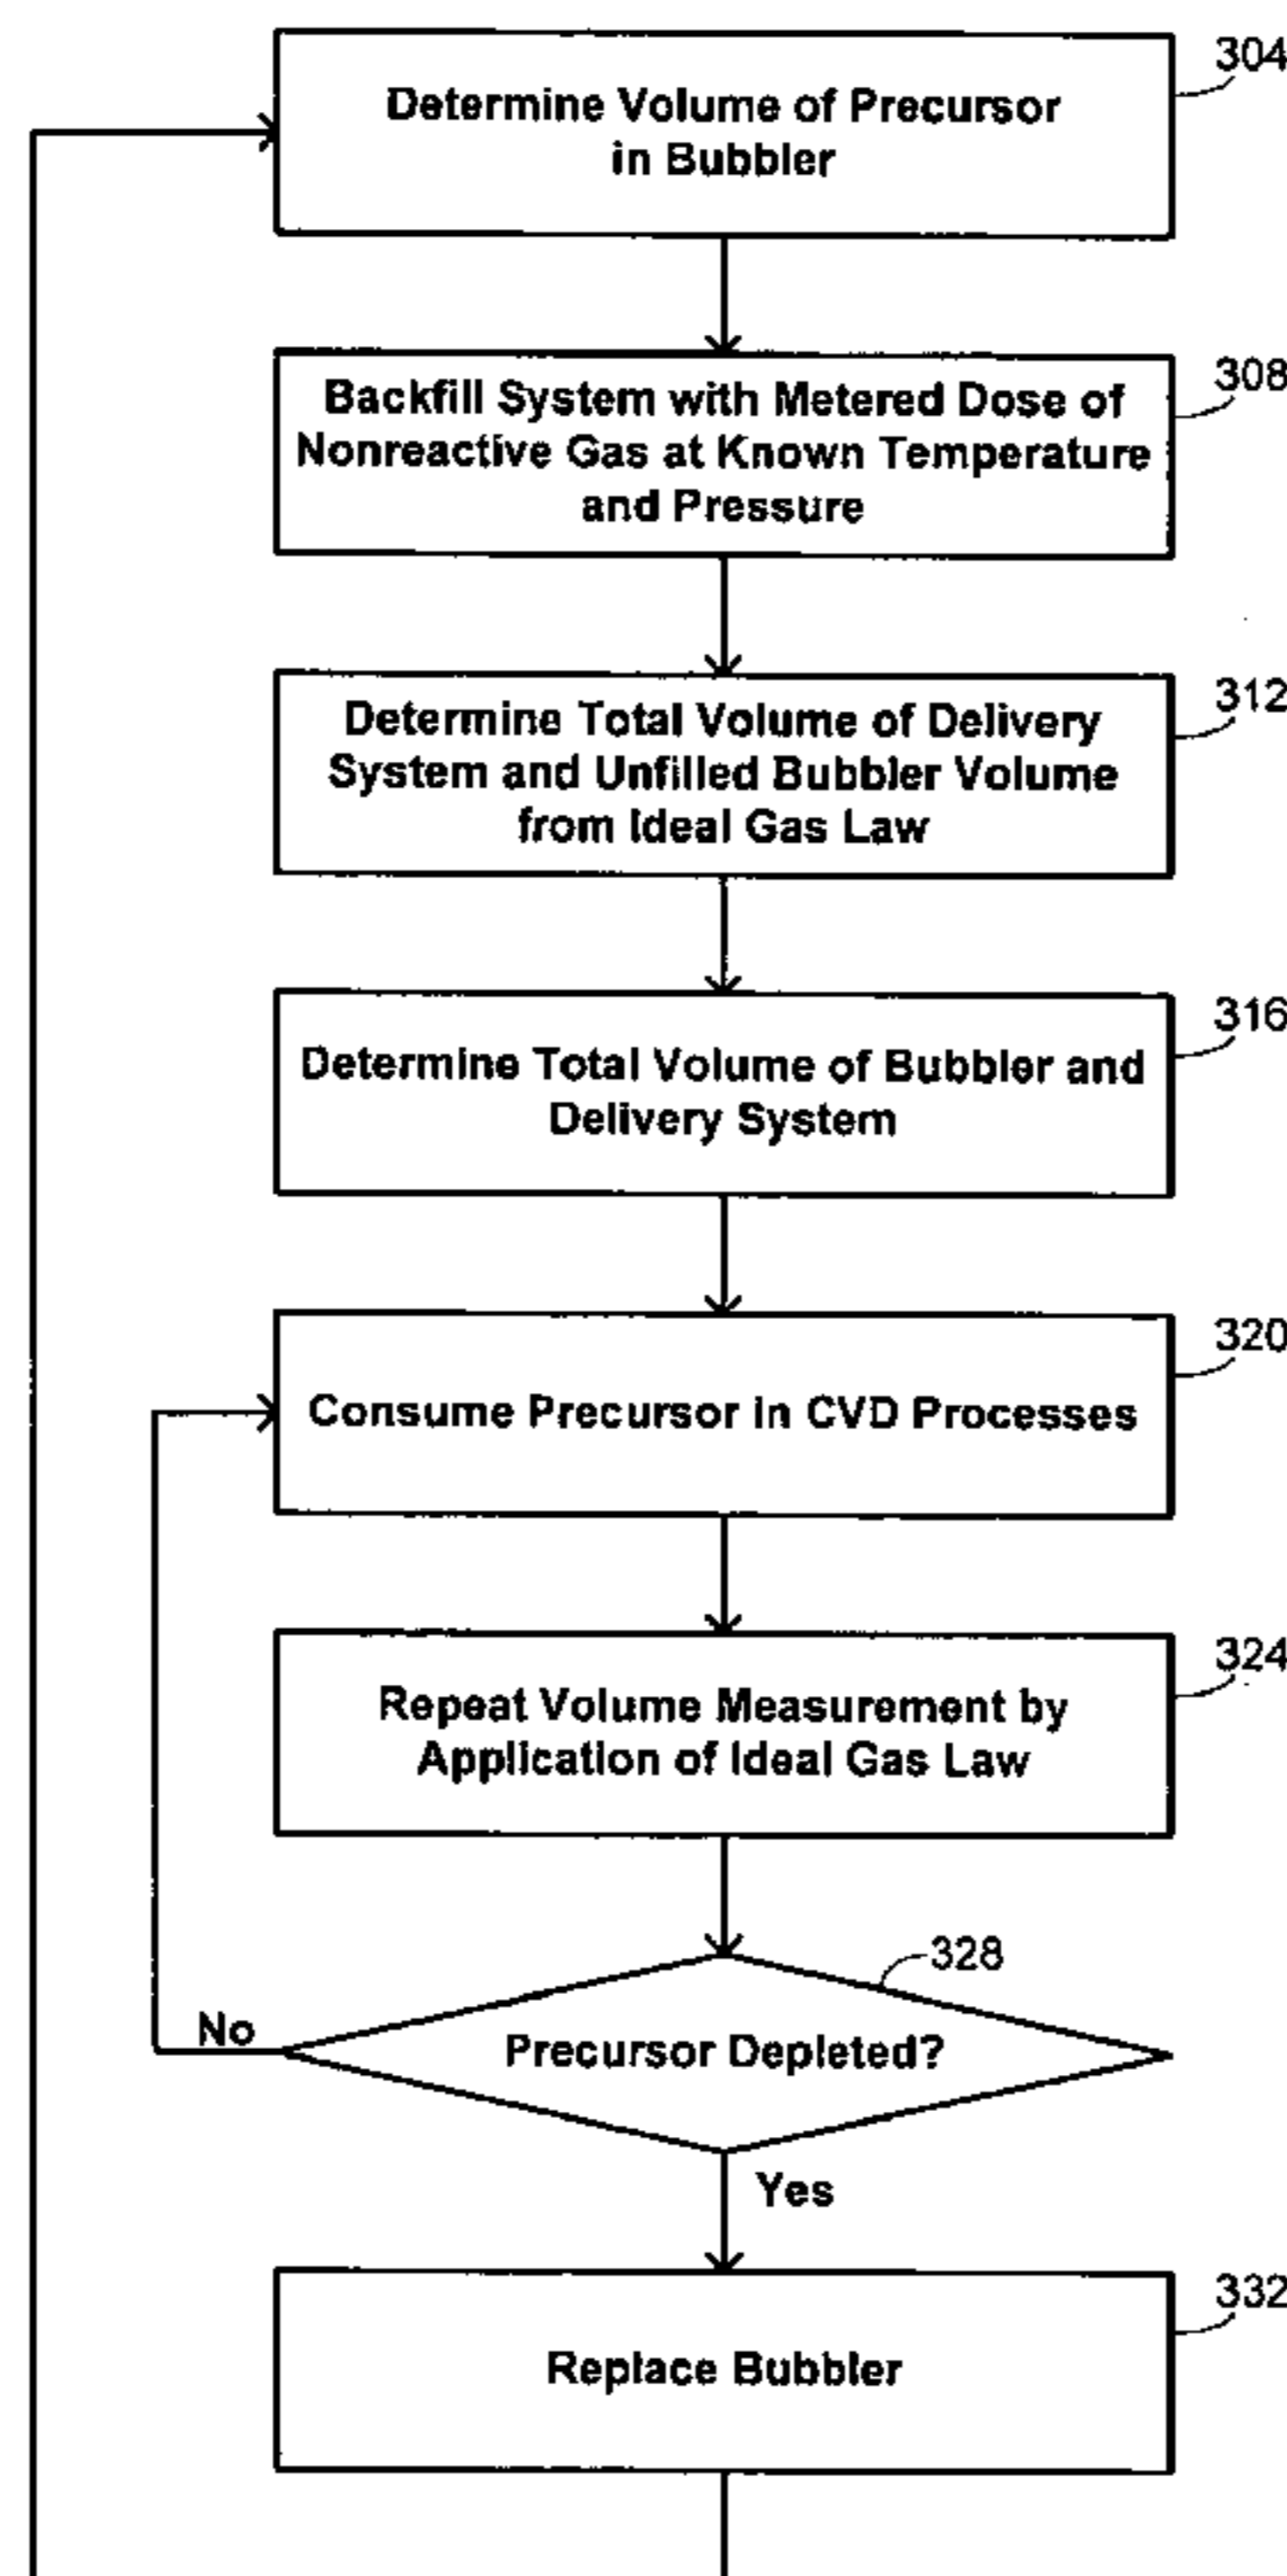 304
Determine Volume of Precursor
in Bubbler
308
Backfill System with Metered Dose of
Nonreactive Gas at Known Temperature
and Pressure
312
Determine Total Volume of Delivery
System and Unfilled Bubbler Volume
from Ideal Gas Law
316
Determine Total Volume of Bubbler and
Delivery System
320
Consume Precursor in CVD Processes
324
Repeat Volume Measurement by
Application of Ideal Gas Law
328
No
Precursor Depleted?
Yes
332
Replace Bubbler